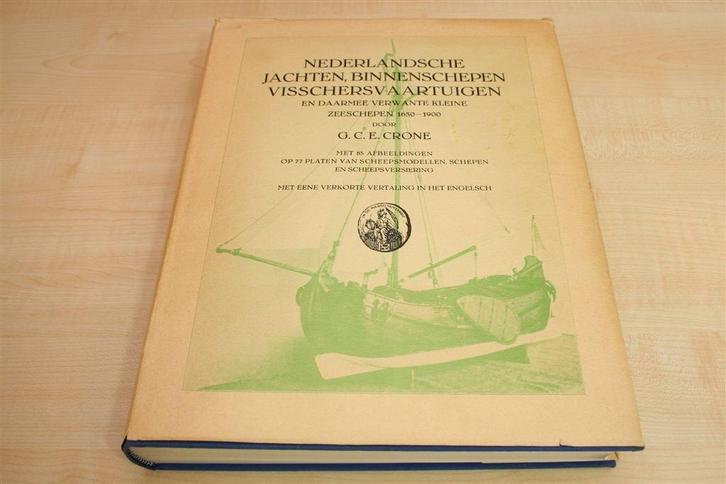 NEDERLANDSCHE
JACHTEN, BINNENSCHEPEN
VISSCHERSVAARTUIGEN
EN DAARMEE VERWANTE KLEINE
ZEESCHEPEN 1650-1900
DOOR
G. C. E. CRONE
MET 85 AFBEELDINGEN
OP 77 PLATEN VAN SCHEEPSMODELLEN, SCHEPEN
EN SCHEEPSVERSIERING
MET EENE VERKORTE VERTALING IN HET ENGELSCH